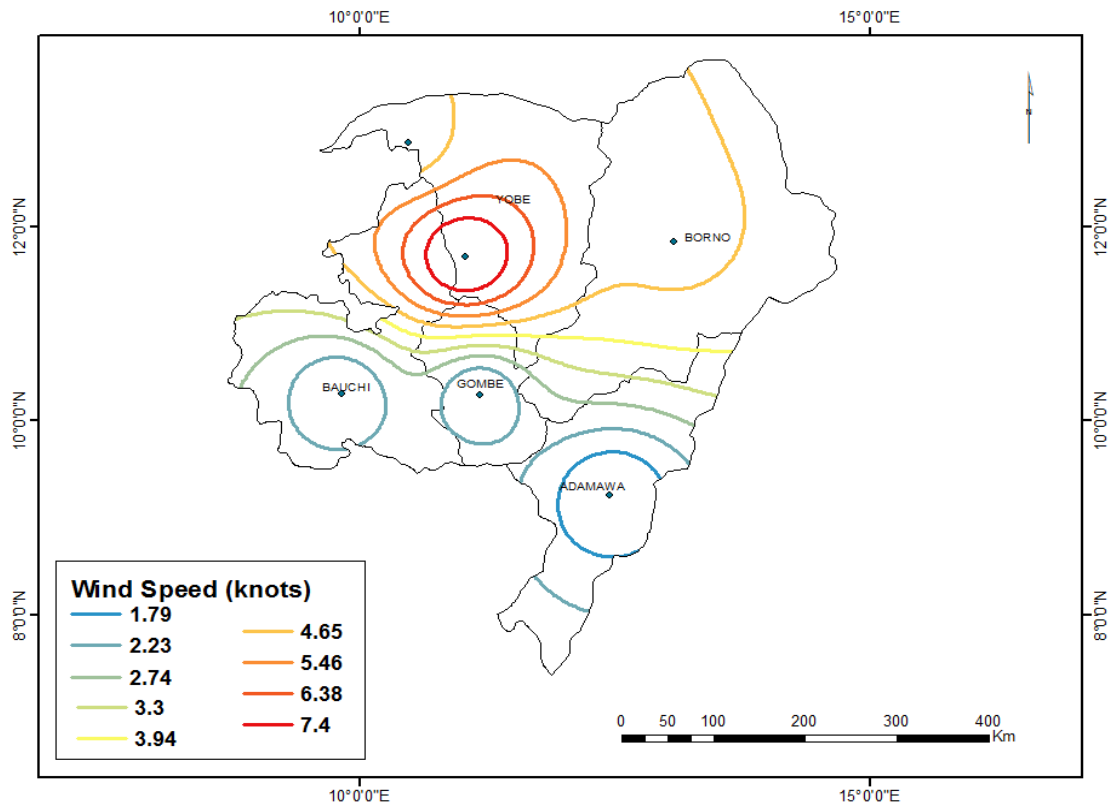 10°0'0"E 15°0'0"E
12°0'0"N 12°0'0"N
10°0'0"N 10°0'0"N
8°0'0"N 8°0'0"N
YOBE
BORNO
BAUCHI
GOMBE
ADAMAWA
Wind Speed (knots)
1.79
2.23
2.74
3.3
3.94
4.65
5.46
6.38
7.4
0 50 100 200 300 400
Km
N
10°0'0"E 15°0'0"E